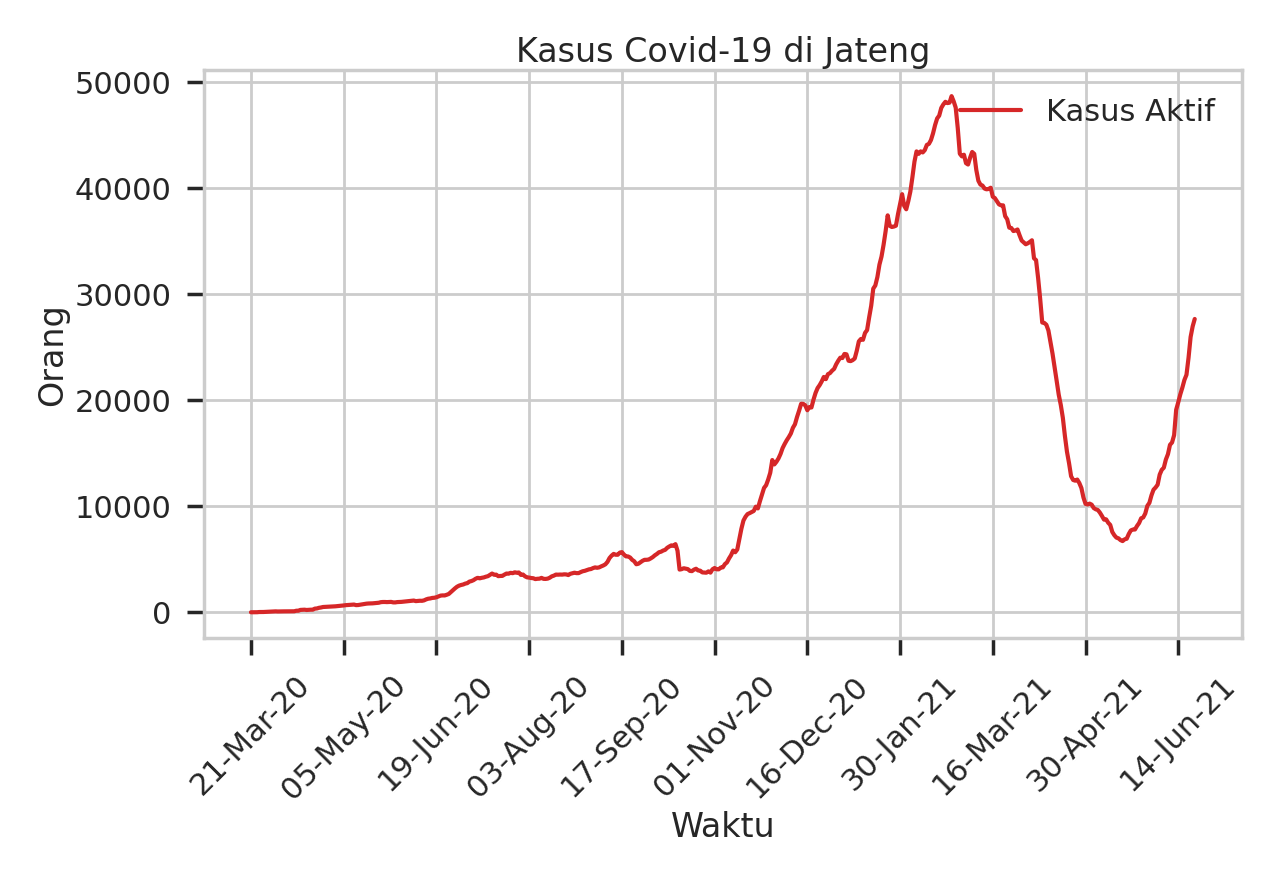 Kasus Covid-19 di Jateng
50000
40000
30000
20000
10000
0
Orang
Kasus Aktif
21-Mar-20
05-May-20
19-Jun-20
03-Aug-20
17-Sep-20
01-Nov-20
16-Dec-20
30-Jan-21
16-Mar-21
30-Apr-21
14-Jun-21
Waktu